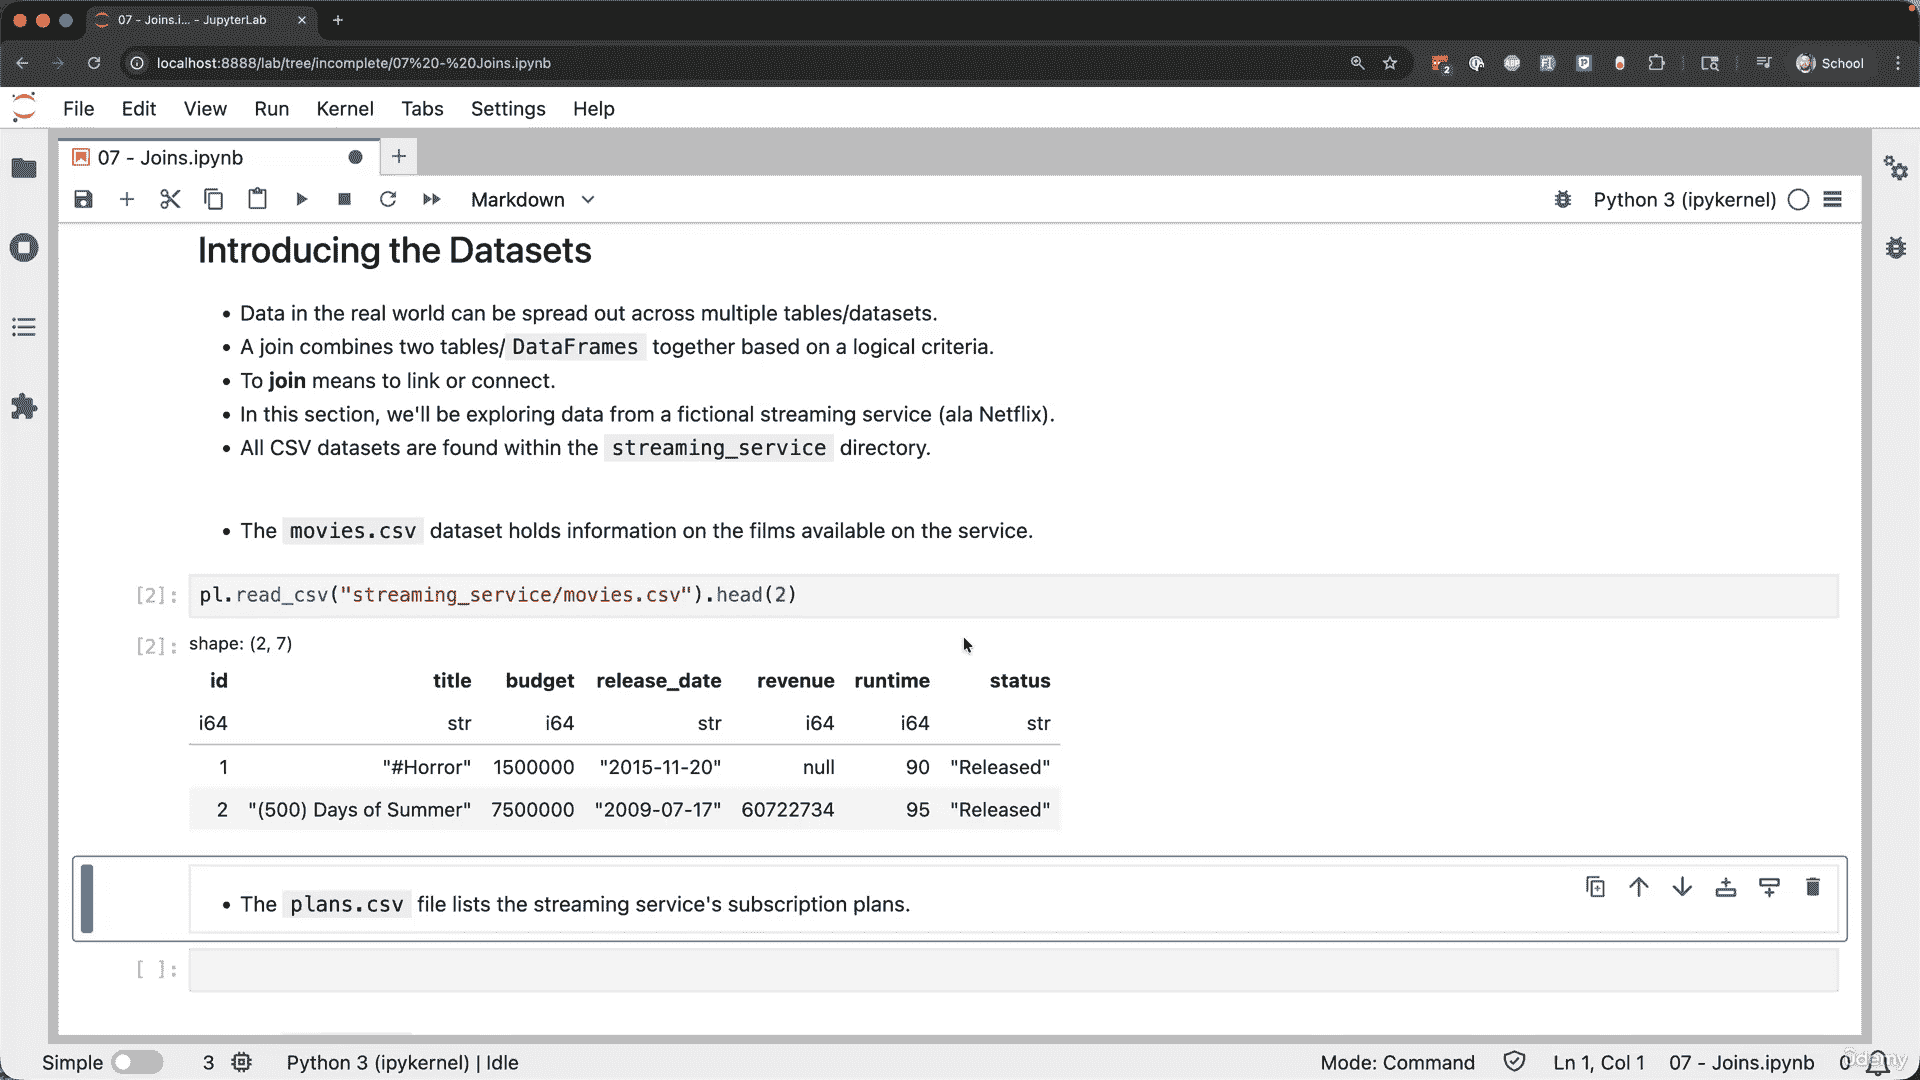 07 - Joins.i... - JupyterLab
localhost:8888/lab/tree/incomplete/07%20-%20Joins.ipynb
2
School
File Edit View Run Kernel Tabs Settings Help
07 - Joins.ipynb
Markdown
Python 3 (ipykernel)
Introducing the Datasets
• Data in the real world can be spread out across multiple tables/datasets.
• A join combines two tables/ DataFrames together based on a logical criteria.
• To join means to link or connect.
• In this section, we'll be exploring data from a fictional streaming service (ala Netflix).
• All CSV datasets are found within the streaming_service directory.
• The movies.csv dataset holds information on the films available on the service.
[2]: pl.read_csv("streaming_service/movies.csv").head(2)
[2]: shape: (2, 7)
id title budget release_date revenue runtime status
i64 str i64 str i64 i64 str
1 "#Horror" 1500000 "2015-11-20" null 90 "Released"
2 "(500) Days of Summer" 7500000 "2009-07-17" 60722734 95 "Released"
• The plans.csv file lists the streaming service's subscription plans.
[ ]:
Simple 3 Python 3 (ipykernel) | Idle Mode: Command Ln 1, Col 1 07 - Joins.ipynb 0
Udemy